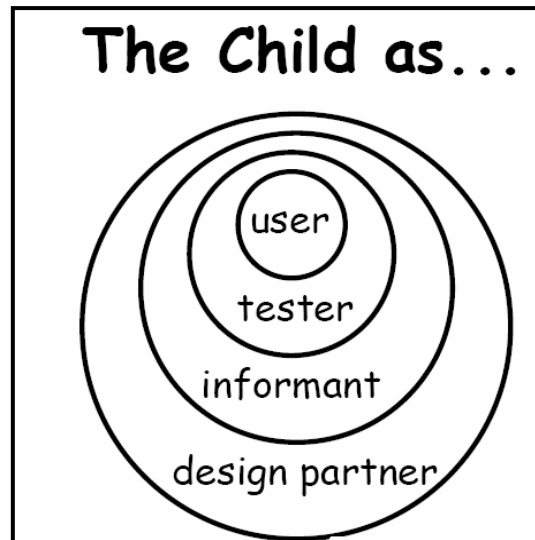 The Child as...
user
tester
informant
design partner